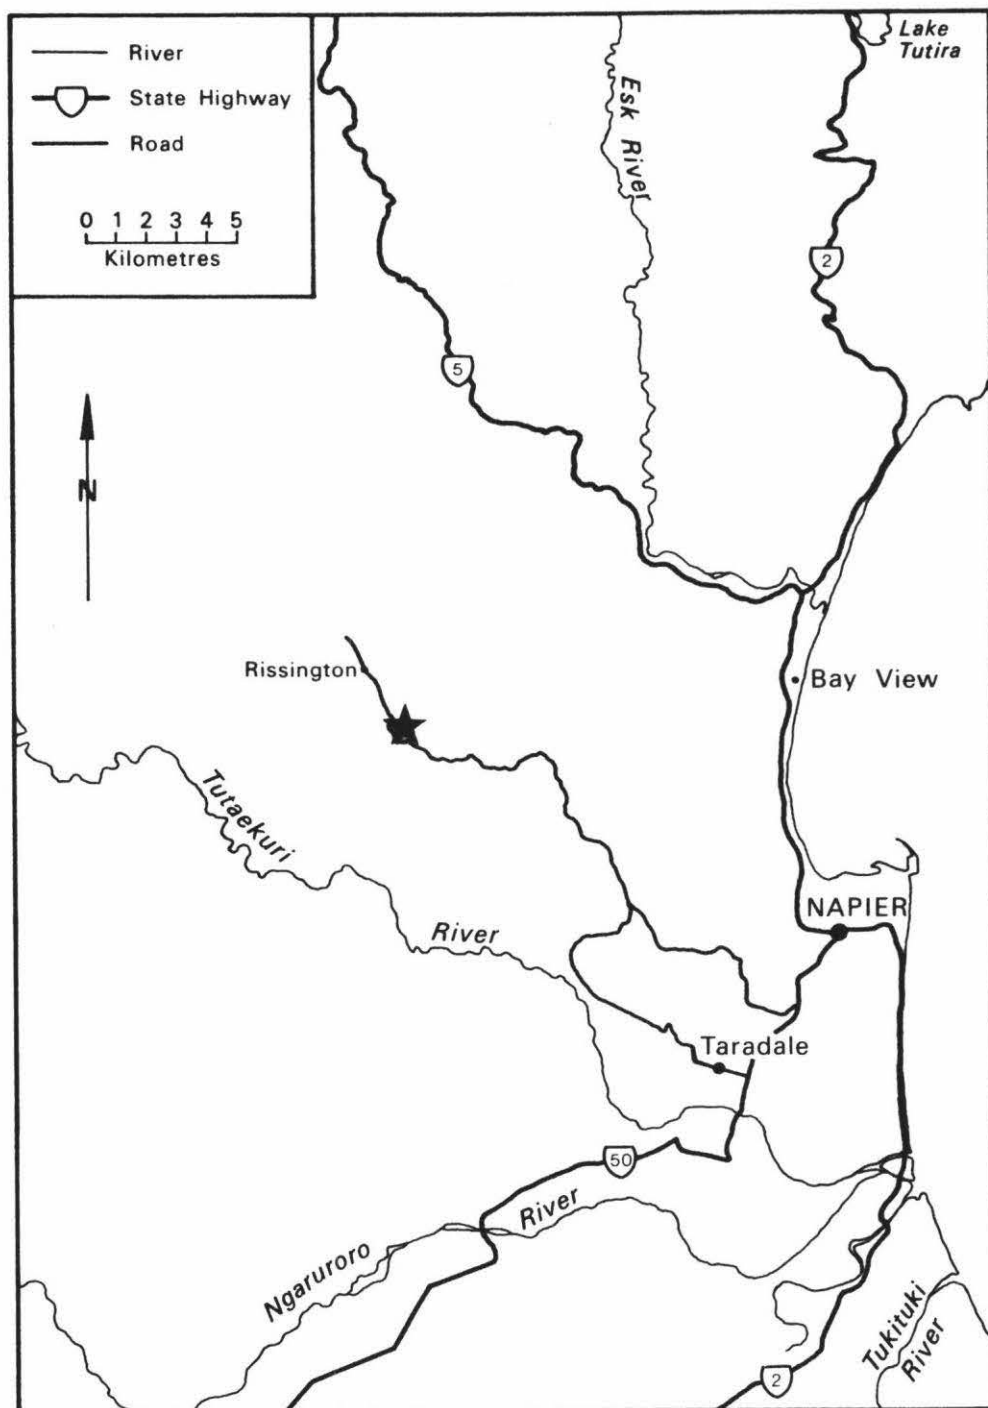 River
State Highway
Road
0 1 2 3 4 5
Kilometres
Lake
Tutira
Esk River
2
5
N
Rissington
Bay View
Tutaekuri
River
NAPIER
Taradale
50
River
Ngaruroro
Tukituki
River
2